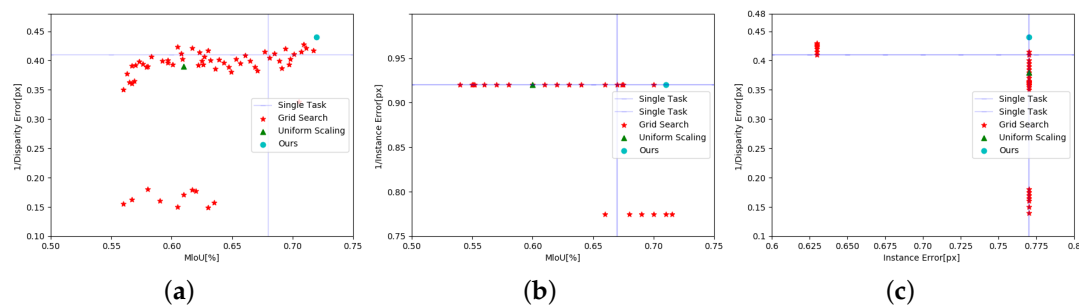 0.45
0.40
0.30
0.25
0.20
0.15
0.10
1/Disparity Error[px]
0.50
0.55
0.60
0.65
0.70
0.75
MIoU[%]
Single Task
Grid Search
Uniform Scaling
Ours
(a)
0.95
0.90
0.85
0.80
0.75
1/Instance Error[px]
0.50
0.55
0.60
0.65
0.70
0.75
MIoU[%]
Single Task
Single Task
Grid Search
Uniform Scaling
Ours
(b)
0.48
0.45
0.4
0.35
0.3
0.25
0.2
0.15
0.1
1/Disparity Error[px]
0.6
0.625
0.650
0.675
0.70
0.725
0.75
0.775
0.8
Instance Error[px]
Single Task
Single Task
Grid Search
Uniform Scaling
Ours
(c)